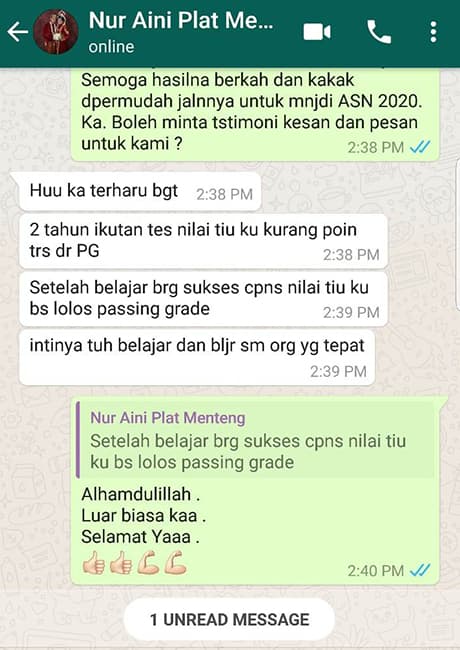 Nur Aini Plat Me...
online
Semoga hasilna berkah dan kakak
dpermudah jalnnya untuk mnjdi ASN 2020.
Ka. Boleh minta tstimoni kesan dan pesan
untuk kami ?
2:38 PM
Huu ka terharu bgt 2:38 PM
2 tahun ikutan tes nilai tiu ku kurang poin
trs dr PG
2:38 PM
Setelah belajar brg sukses cpns nilai tiu ku
bs lolos passing grade
2:39 PM
intinya tuh belajar dan bljr sm org yg tepat
2:39 PM
Nur Aini Plat Menteng
Setelah belajar brg sukses cpns nilai tiu
ku bs lolos passing grade
Alhamdulillah .
Luar biasa kaa .
Selamat Yaaa .
👍👍💪💪
2:40 PM
1 UNREAD MESSAGE